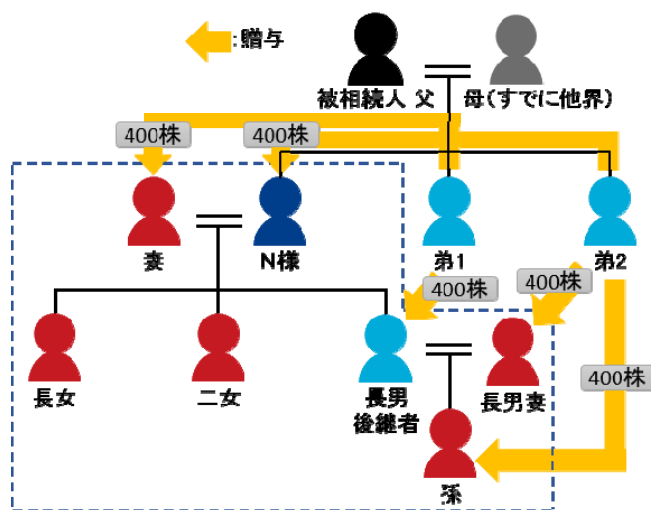 :贈与
被相続人 父
母(すでに他界)
400株
400株
妻
N様
弟1
弟2
400株
400株
長女
二女
長男
後継者
長男妻
400株
孫